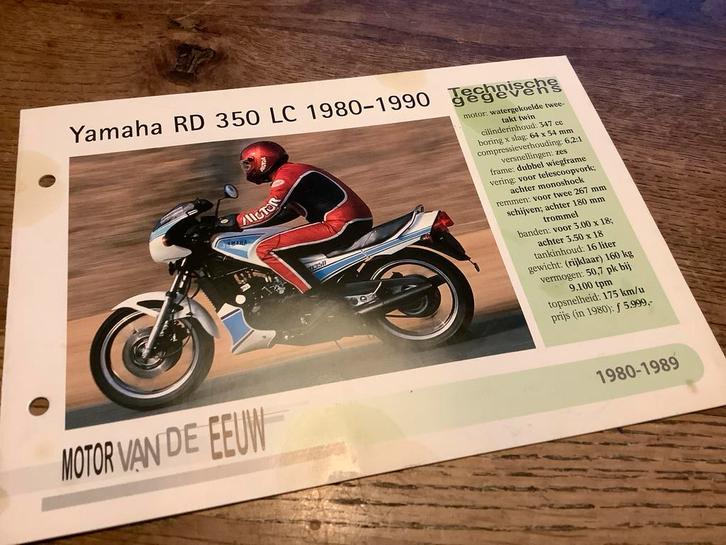 Yamaha RD 350 LC 1980-1990
Technische
gegevens
motor: watergekoelde twee-
takt twin
cilinderinhoud: 347 cc
boring x slag: 64 x 54 mm
compressieverhouding: 6,2:1
versnellingen: zes
frame: dubbel wiegframe
vering: voor telescoopvork;
achter monoshock
remmen: voor twee 267 mm
schijven; achter 180 mm
trommel
banden: voor 3.00 x 18;
achter 3.50 x 18
tankinhoud: 16 liter
gewicht: (rijklaar) 160 kg
vermogen: 50,7 pk bij
9.100 tpm
topsnelheid: 175 km/u
prijs (in 1980): ƒ 5.999,-
MOTOR
YAMAHA
1980-1989
MOTOR VAN DE EEUW